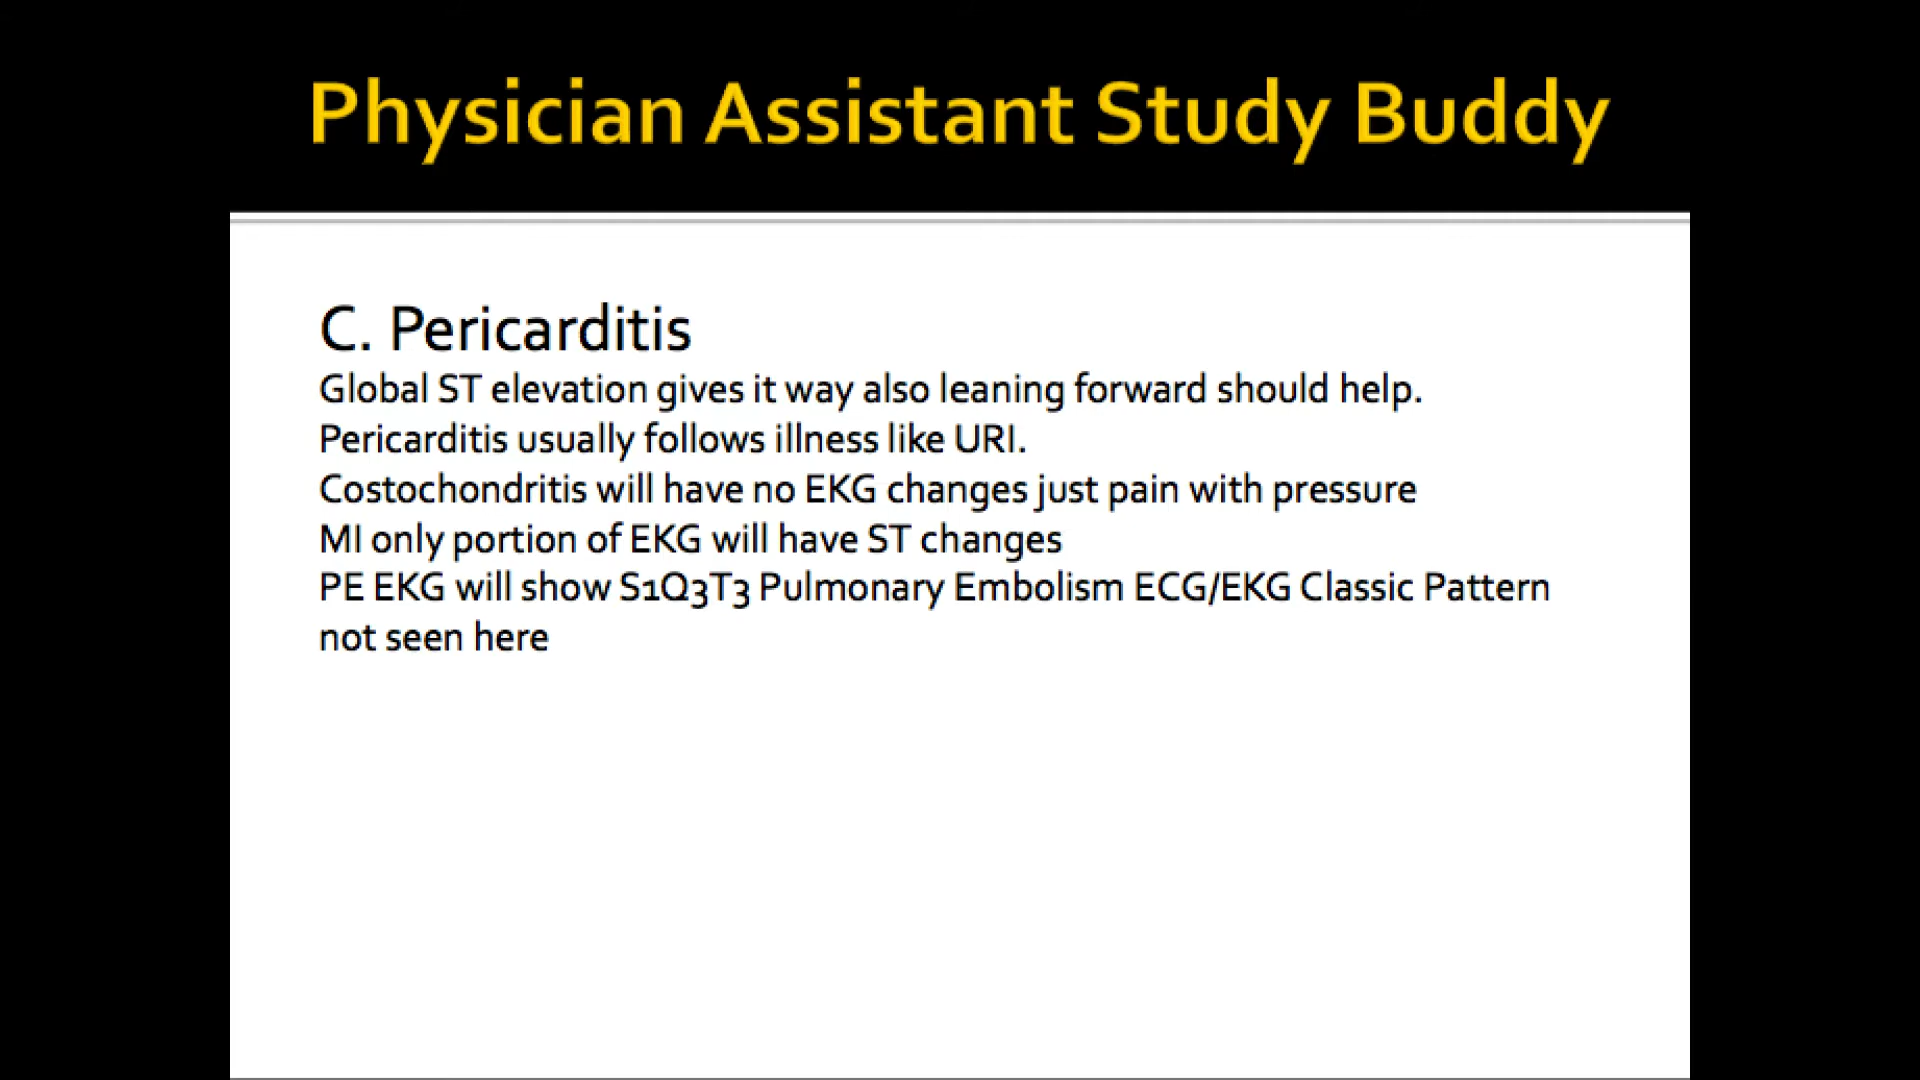 Physician Assistant Study Buddy
C. Pericarditis
Global ST elevation gives it way also leaning forward should help.
Pericarditis usually follows illness like URI.
Costochondritis will have no EKG changes just pain with pressure
MI only portion of EKG will have ST changes
PE EKG will show S1Q3T3 Pulmonary Embolism ECG/EKG Classic Pattern
not seen here